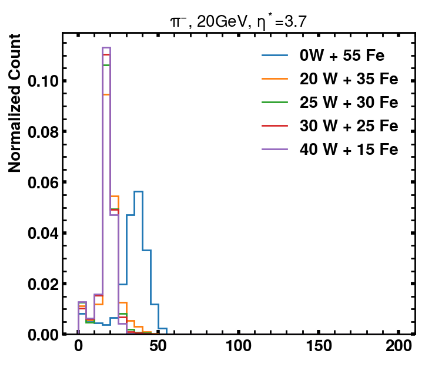 π⁻, 20GeV, η*=3.7
Normalized Count
0W + 55 Fe
20 W + 35 Fe
25 W + 30 Fe
30 W + 25 Fe
40 W + 15 Fe
0.10
0.08
0.06
0.04
0.02
0.00
0 50 100 150 200